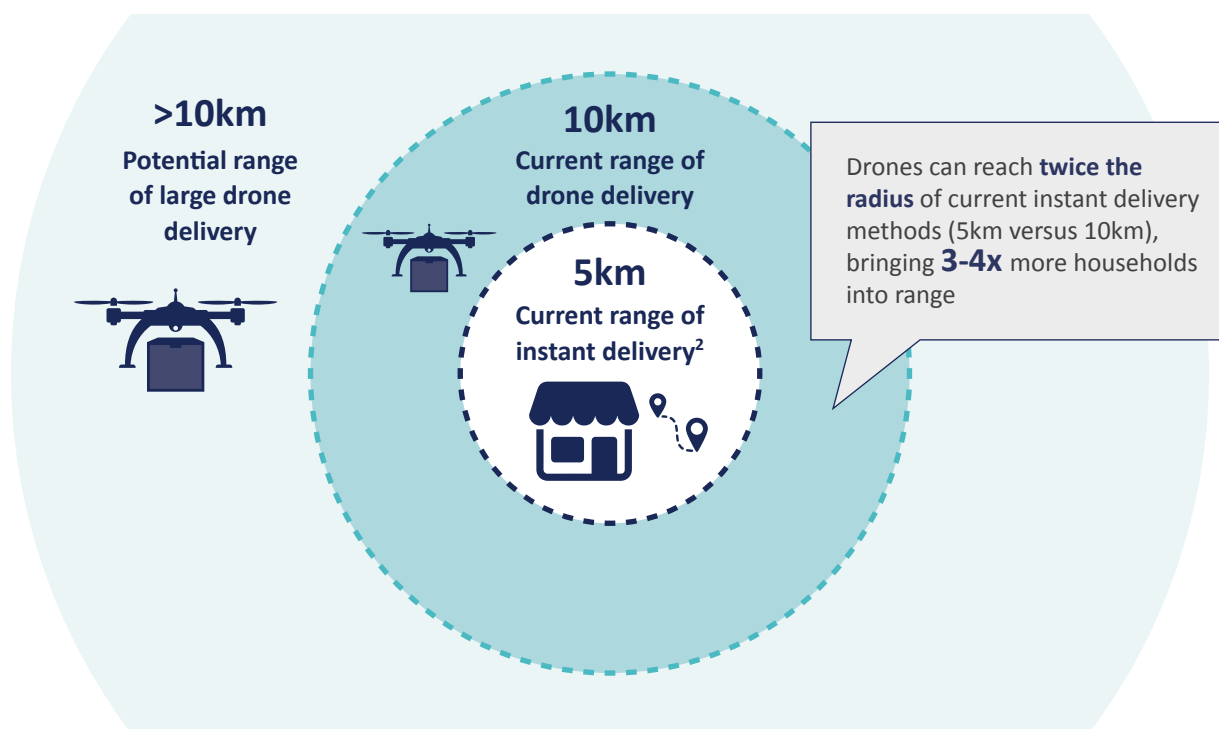 >10km
Potential range
of large drone
delivery
10km
Current range of
drone delivery
5km
Current range of
instant delivery²
Drones can reach twice the
radius of current instant delivery
methods (5km versus 10km),
bringing 3-4x more households
into range